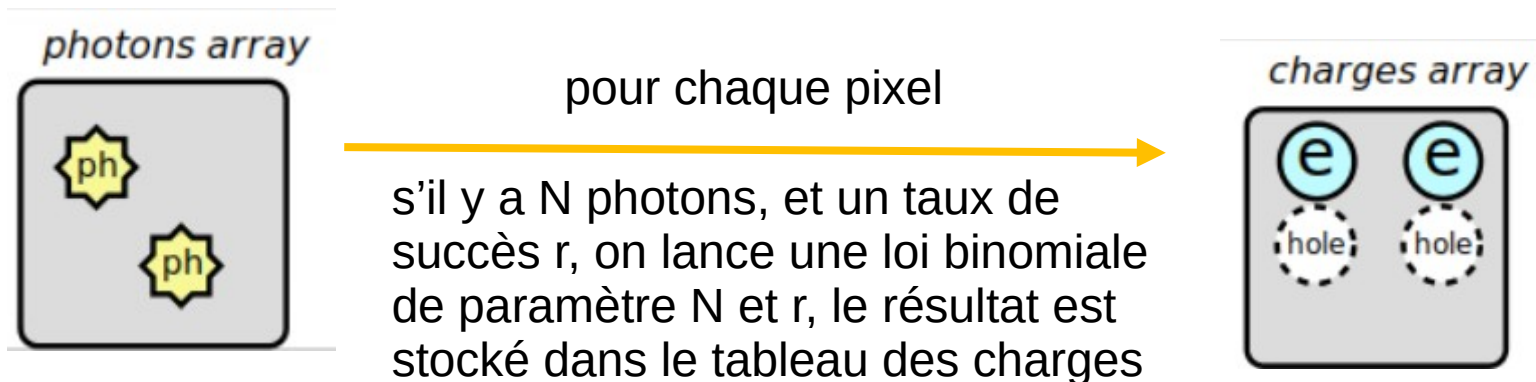 photons array
ph
ph
pour chaque pixel
s’il y a N photons, et un taux de
succès r, on lance une loi binomiale
de paramètre N et r, le résultat est
stocké dans le tableau des charges
charges array
e e
hole hole